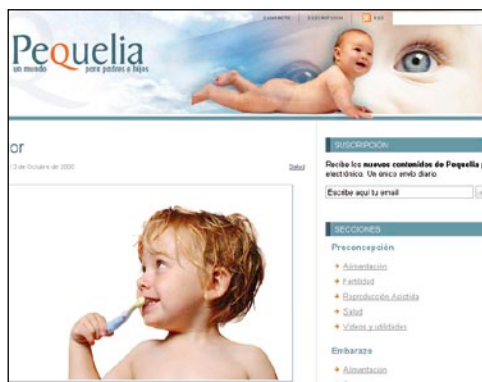 CONTACTO SUSCRIPCIÓN RSS
Pequelia
un mundo para padres e hijos
or
de Octubre de
Salud
SUSCRIPCIÓN
Recibe los nuevos contenidos de Pequelia
electrónico. Un único envío diario.
Escribe aquí tu email
SECCIONES
Preconcepción
Alimentación
Fertilidad
Reproducción Asistida
Salud
Videos y utilidades
Embarazo
Alimentación